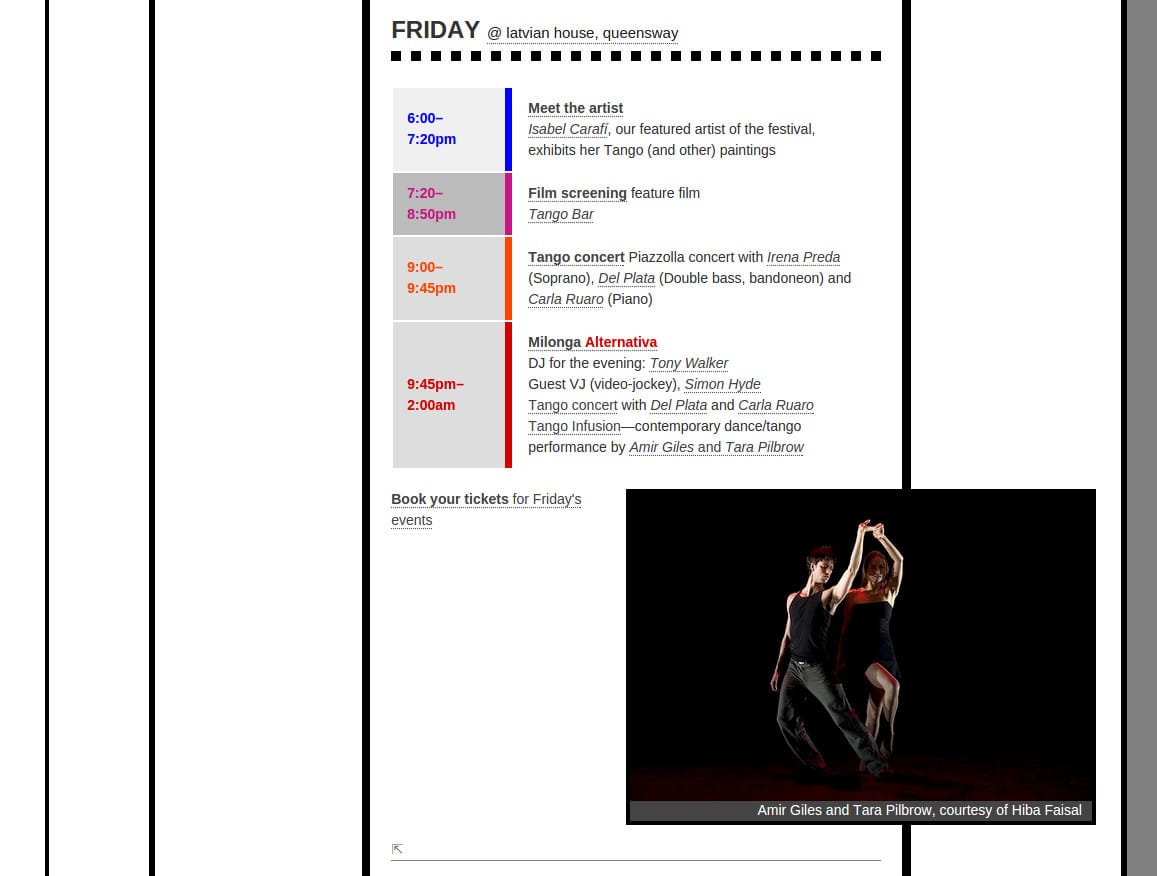 FRIDAY @ latvian house, queensway
6:00–
7:20pm
Meet the artist
Isabel Carafí, our featured artist of the festival,
exhibits her Tango (and other) paintings
7:20–
8:50pm
Film screening feature film
Tango Bar
9:00–
9:45pm
Tango concert Piazzolla concert with Irena Preda
(Soprano), Del Plata (Double bass, bandoneon) and
Carla Ruaro (Piano)
9:45pm–
2:00am
Milonga Alternativa
DJ for the evening: Tony Walker
Guest VJ (video-jockey), Simon Hyde
Tango concert with Del Plata and Carla Ruaro
Tango Infusion—contemporary dance/tango
performance by Amir Giles and Tara Pilbrow
Book your tickets for Friday's
events
Amir Giles and Tara Pilbrow, courtesy of Hiba Faisal
⇱